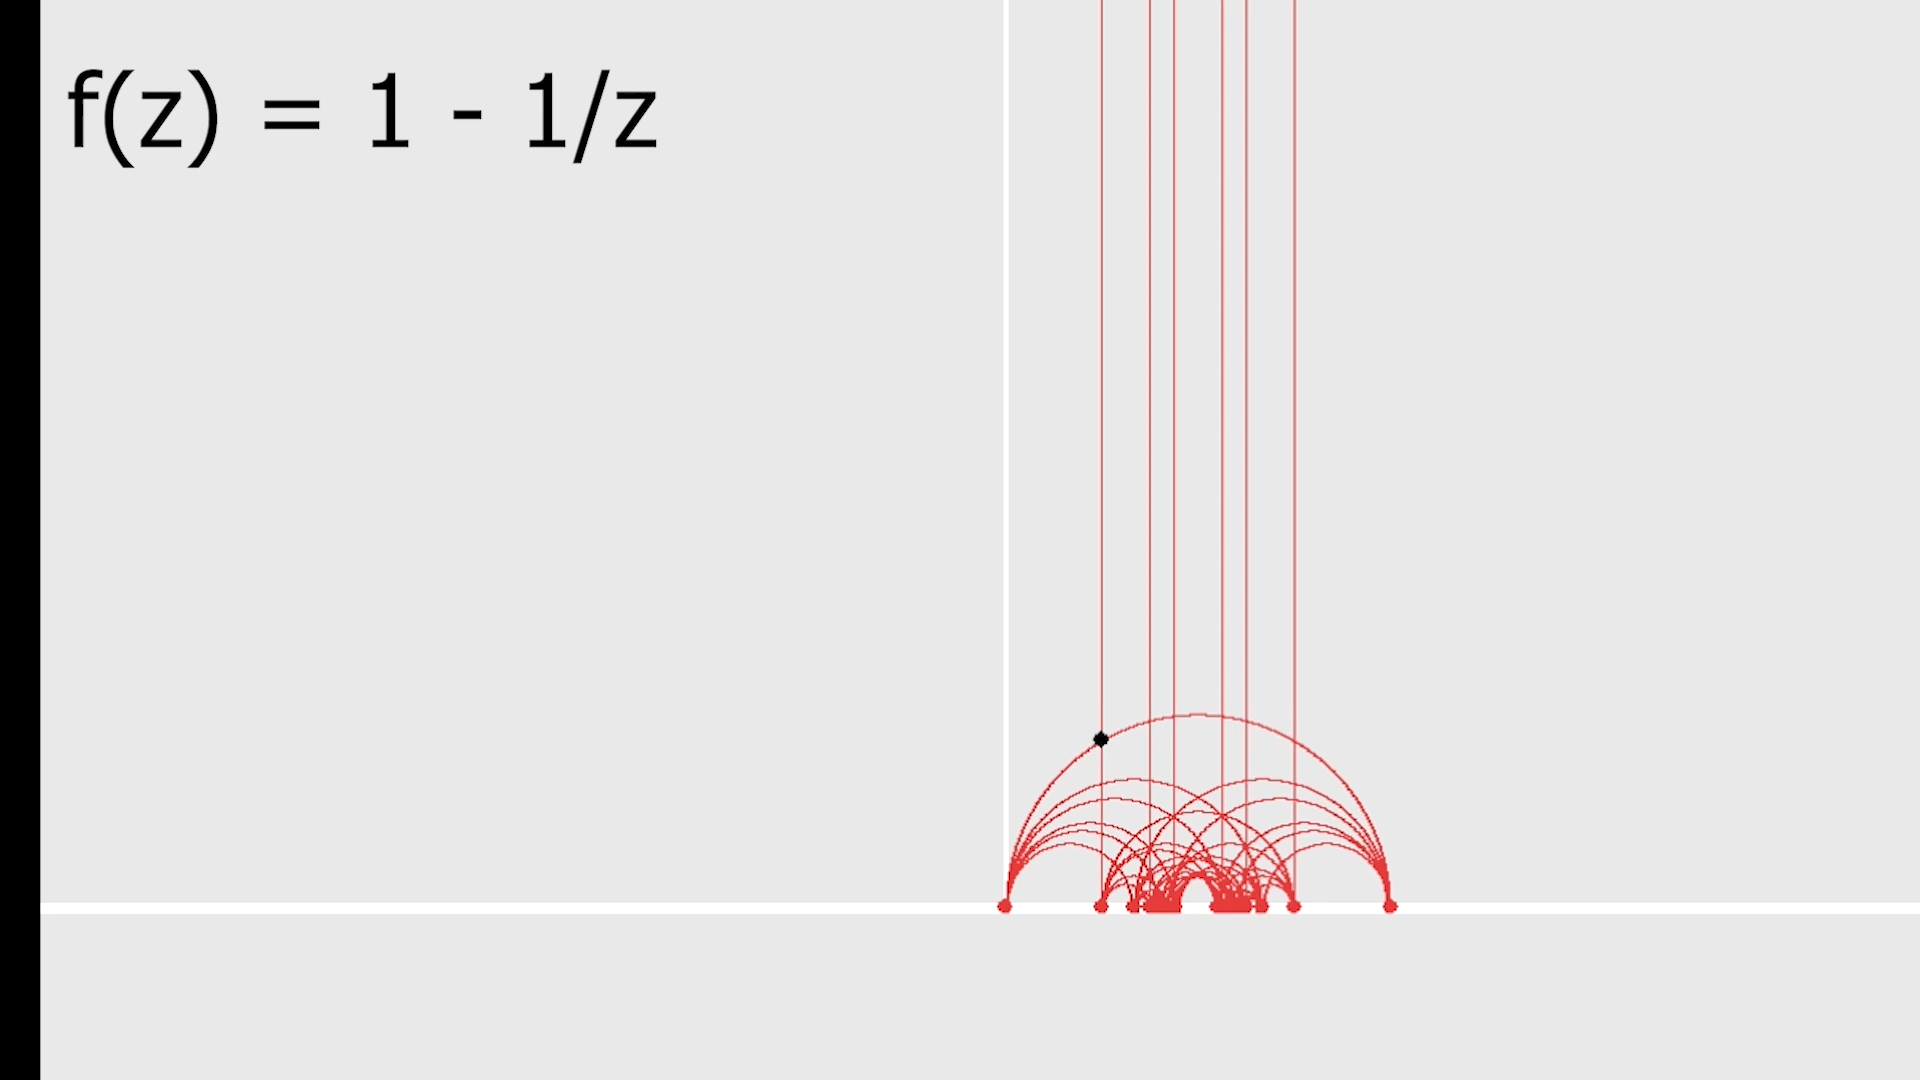 f(z) = 1 - 1/z